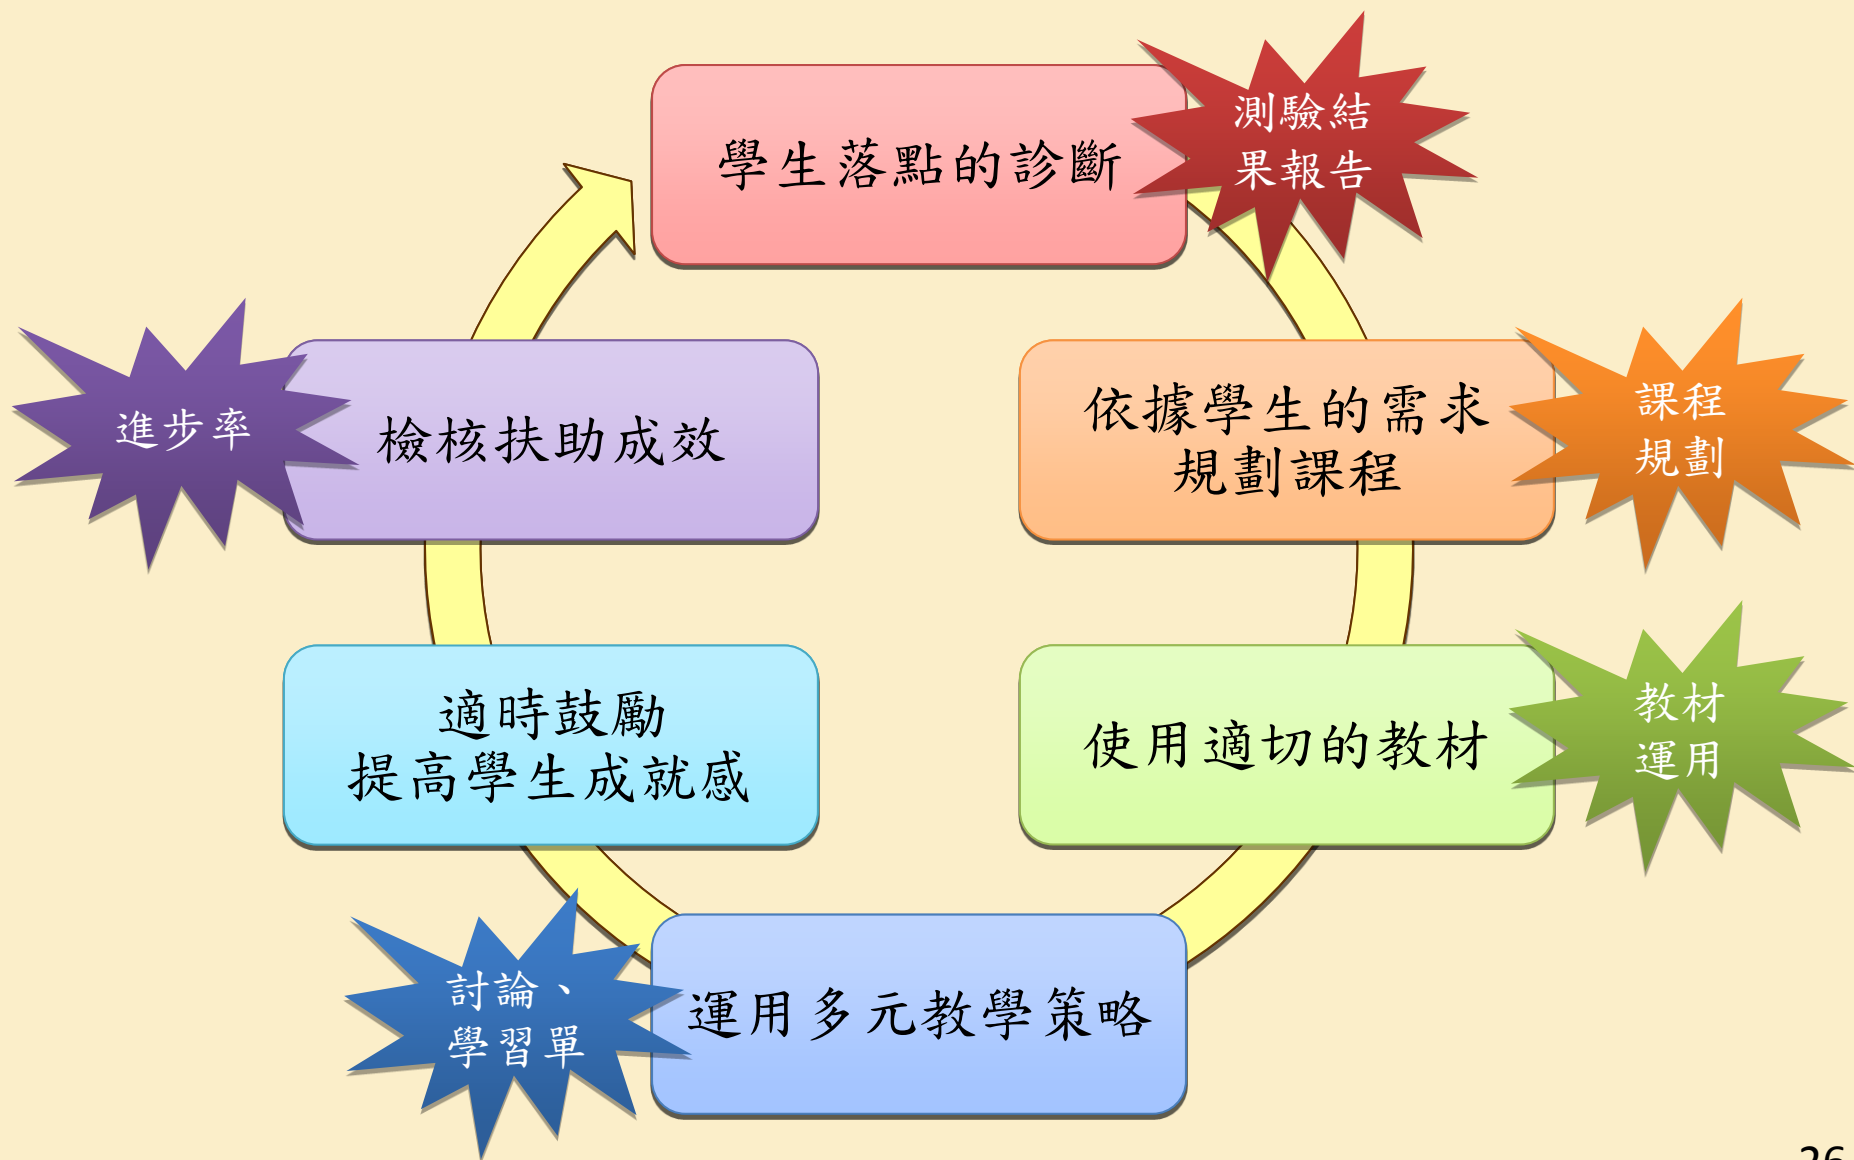 學生落點的診斷
測驗結
果報告
依據學生的需求
規劃課程
課程
規劃
使用適切的教材
教材
運用
運用多元教學策略
討論、
學習單
適時鼓勵
提高學生成就感
檢核扶助成效
進步率
26